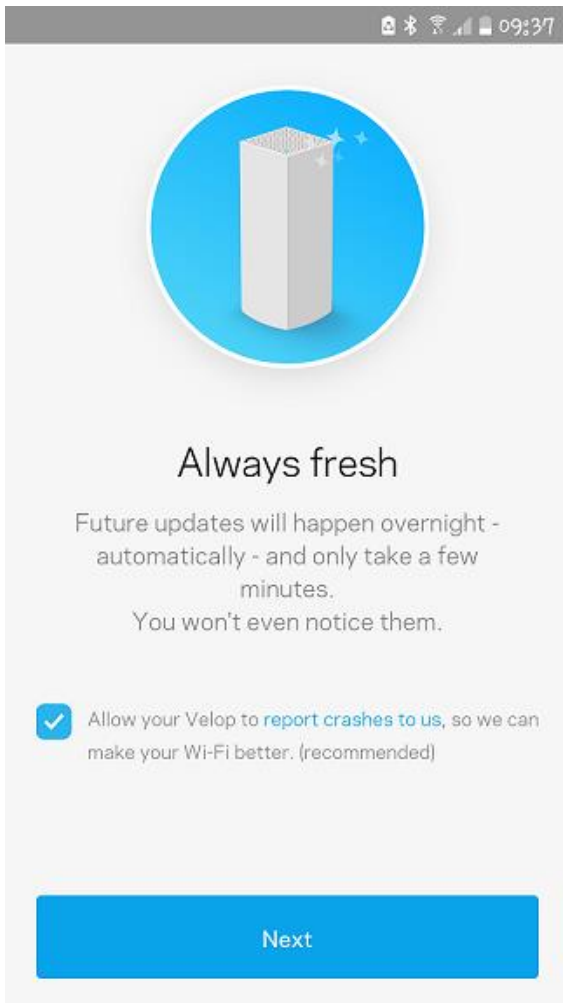 09:37
Always fresh
Future updates will happen overnight -
automatically - and only take a few
minutes.
You won't even notice them.
Allow your Velop to report crashes to us, so we can
make your Wi-Fi better. (recommended)
Next